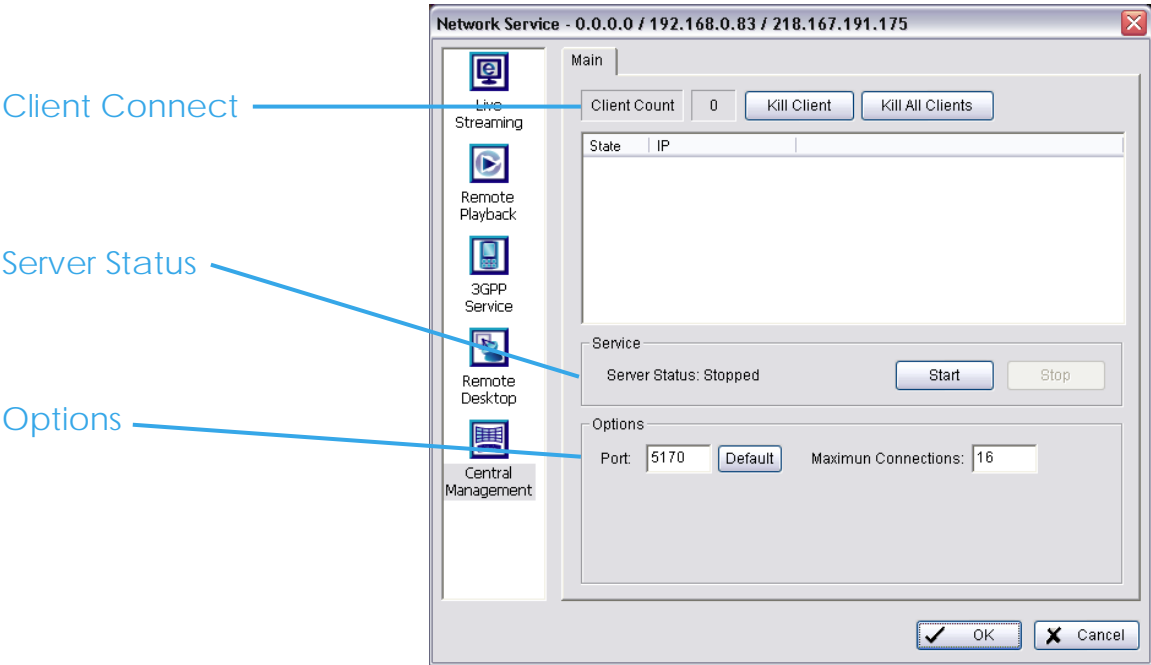 Network Service - 0.0.0.0 / 192.168.0.83 / 218.167.191.175
Client Connect
Server Status
Options
Live
Streaming
Remote
Playback
3GPP
Service
Remote
Desktop
Central
Management
Main
Client Count 0 Kill Client Kill All Clients
State IP
Service
Server Status: Stopped Start Stop
Options
Port: 5170 Default Maximun Connections: 16
OK Cancel